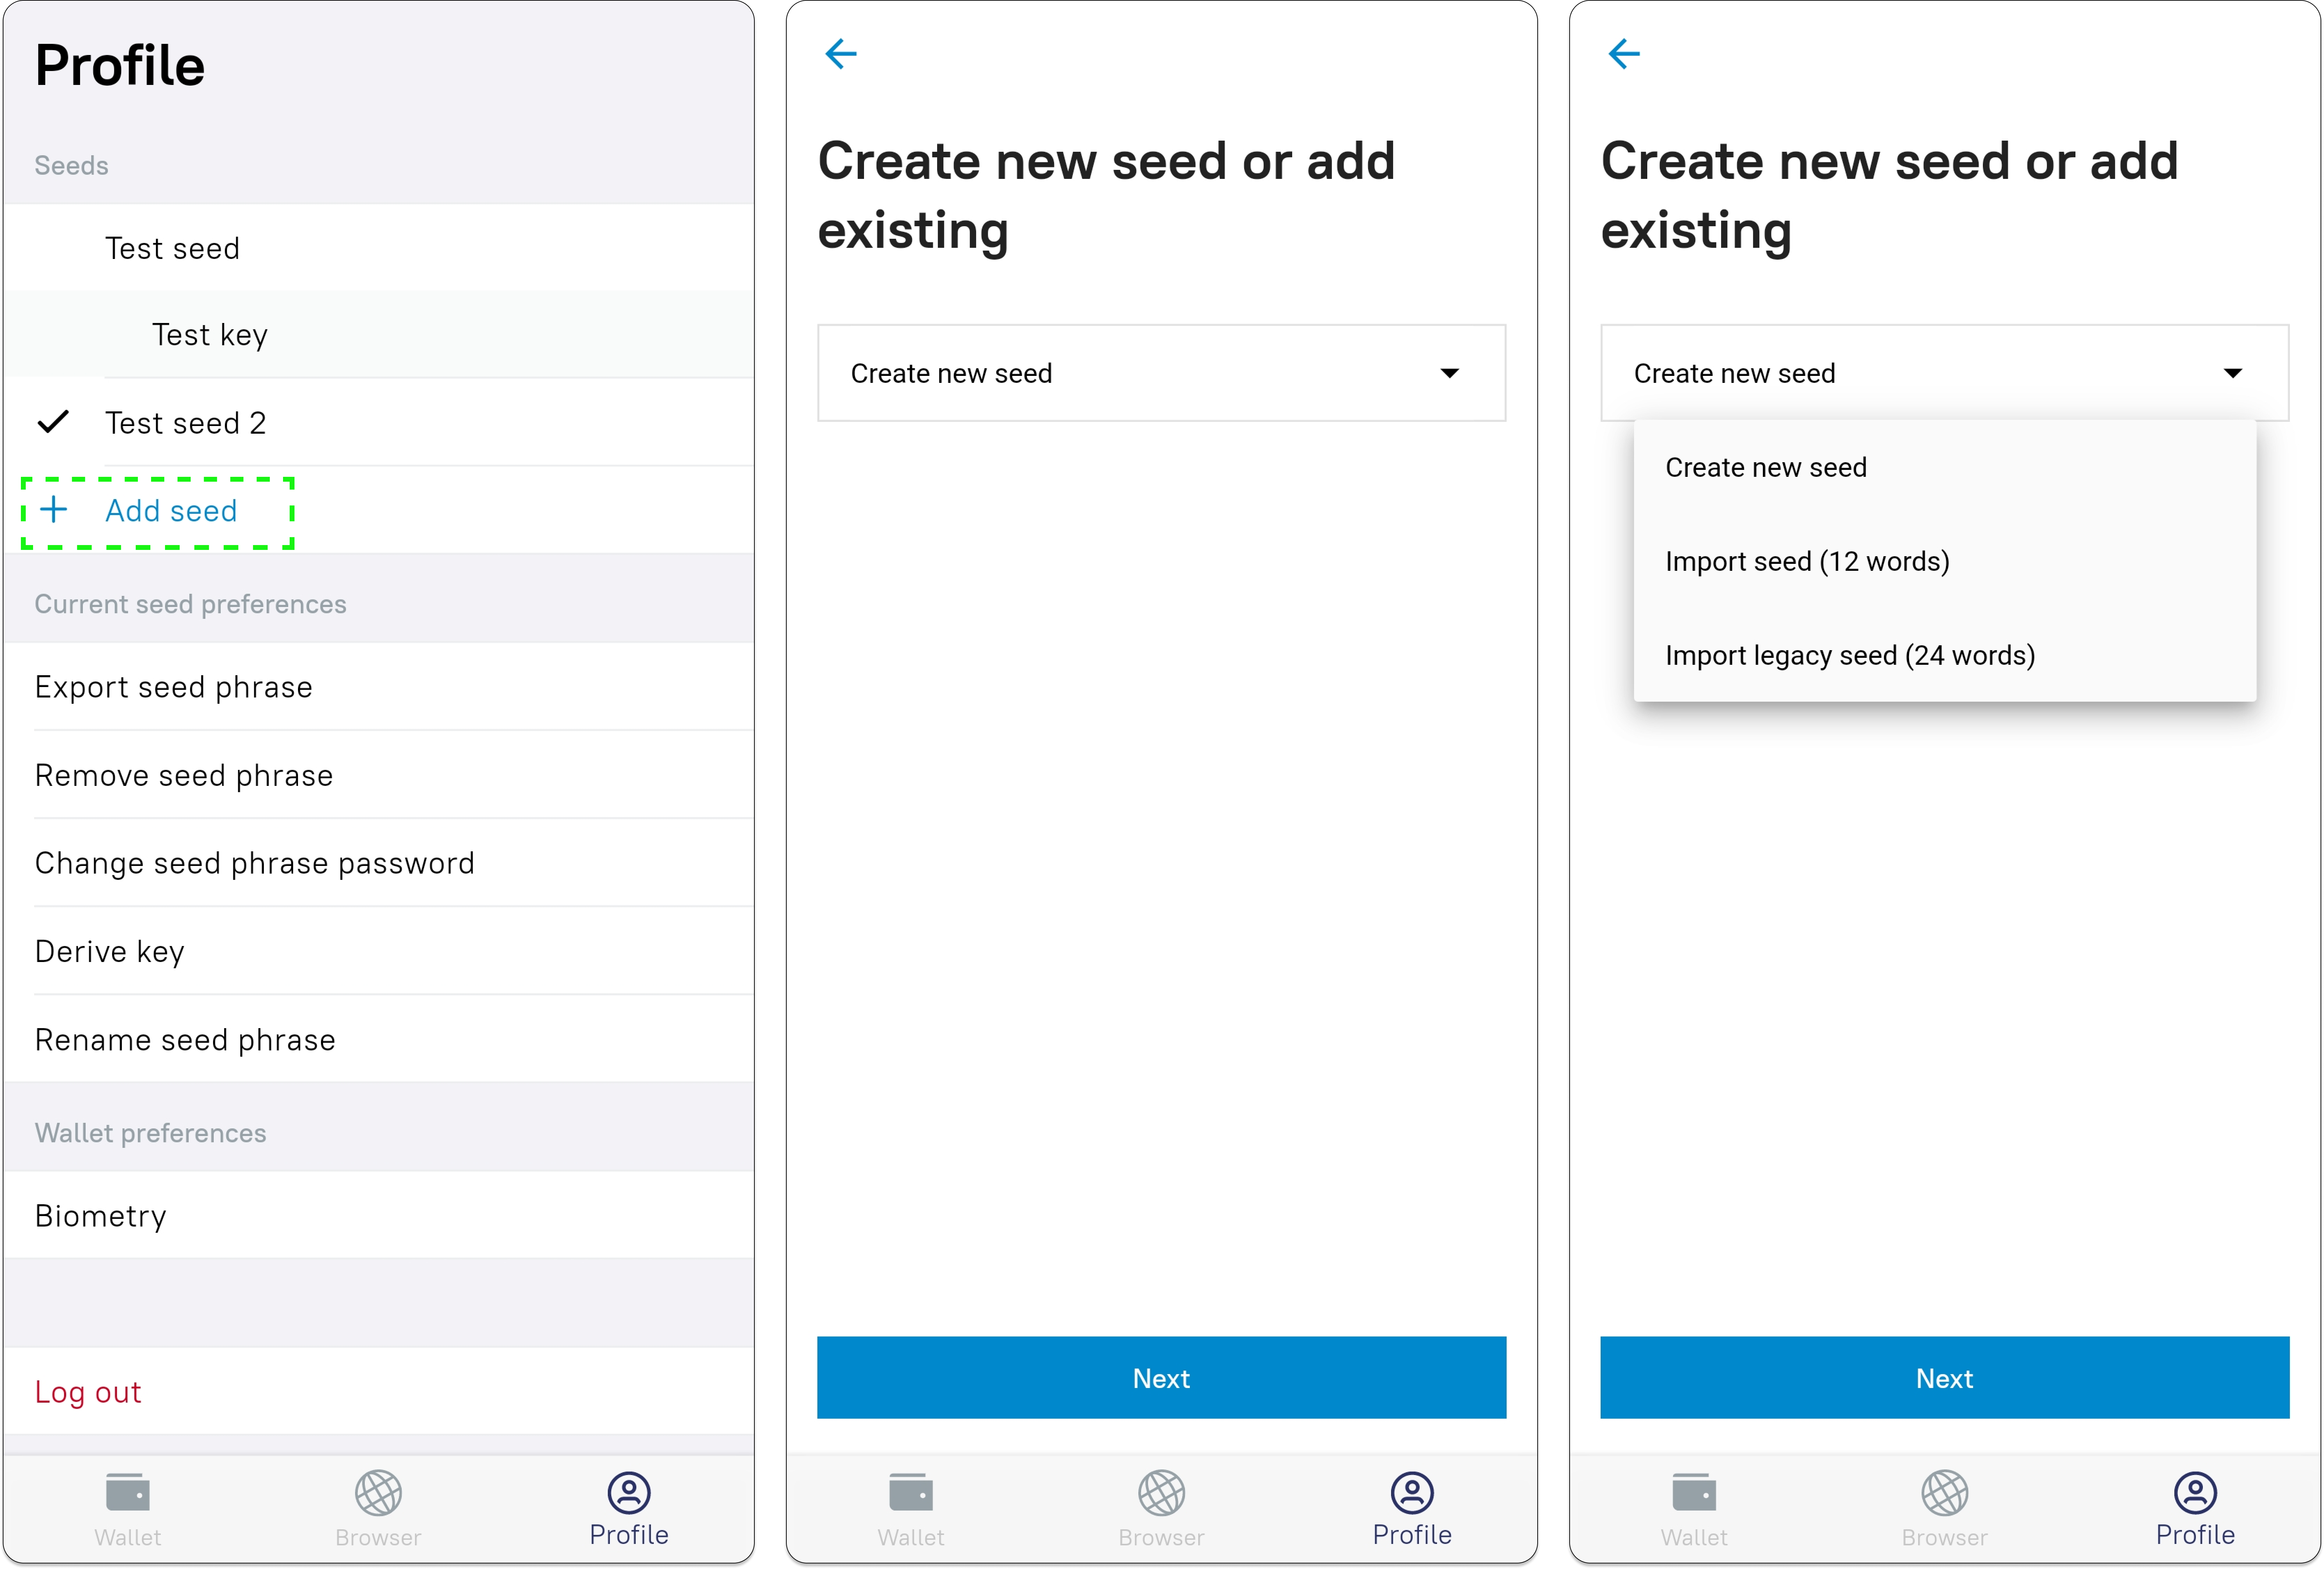 Profile
Seeds
Test seed
Test key
Test seed 2
Add seed
Current seed preferences
Export seed phrase
Remove seed phrase
Change seed phrase password
Derive key
Rename seed phrase
Wallet preferences
Biometry
Log out
Wallet
Browser
Profile
Create new seed or add
existing
Create new seed
Next
Wallet
Browser
Profile
Create new seed or add
existing
Create new seed
Create new seed
Import seed (12 words)
Import legacy seed (24 words)
Next
Wallet
Browser
Profile